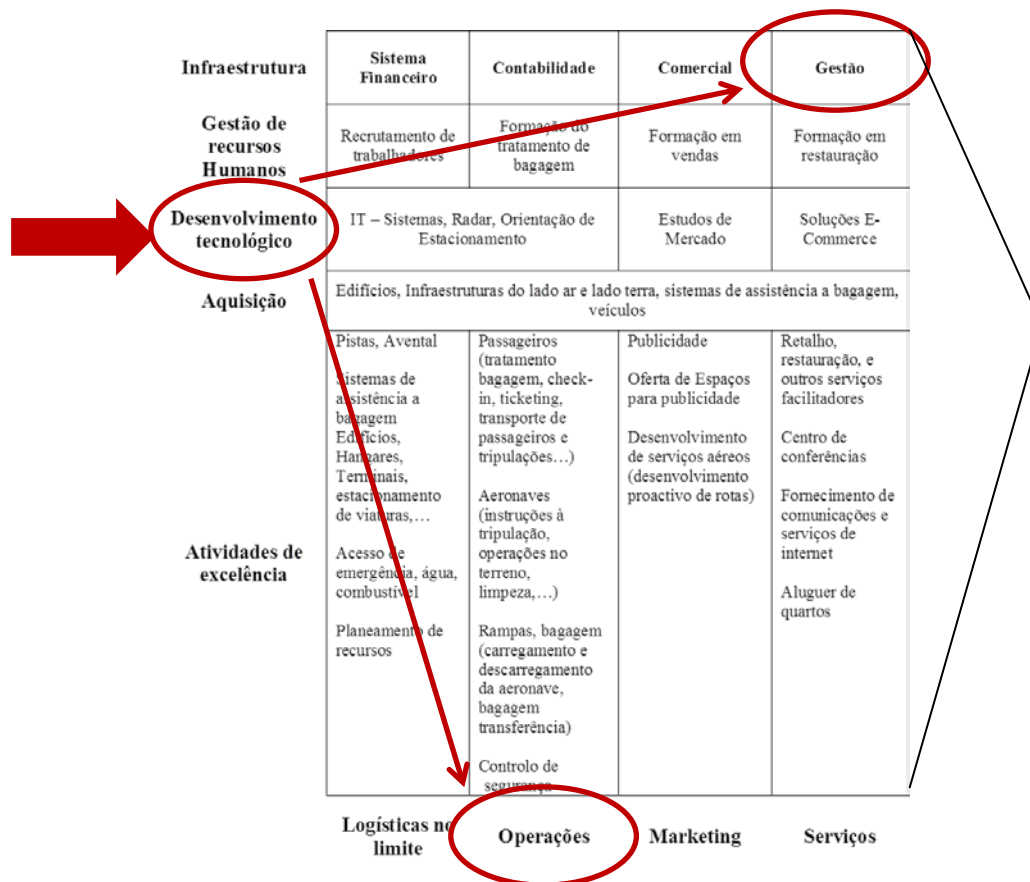 Infraestrutura
Sistema
Financeiro
Contabilidade
Comercial
Gestão
Gestão de
recursos
Humanos
Recrutamento de
trabalhadores
Formação do
tratamento de
bagagem
Formação em
vendas
Formação em
restauração
Desenvolvimento
tecnológico
IT – Sistemas, Radar, Orientação de
Estacionamento
Estudos de
Mercado
Soluções E-
Commerce
Aquisição
Edifícios, Infraestruturas do lado ar e lado terra, sistemas de assistência a bagagem,
veículos
Atividades de
excelência
Pistas, Avental
Sistemas de
assistência a
bagagem
Edifícios,
Hangares,
Terminais,
estacionamento
de viaturas,…
Acesso de
emergência, água,
combustível
Planeamento de
recursos
Passageiros
(tratamento
bagagem, check-
in, ticketing,
transporte de
passageiros e
tripulações…)
Aeronaves
(instruções à
tripulação,
operações no
terreno,
limpeza,…)
Rampas, bagagem
(carregamento e
descarregamento
da aeronave,
bagagem
transferência)
Controlo de
segurança
Publicidade
Oferta de Espaços
para publicidade
Desenvolvimento
de serviços aéreos
(desenvolvimento
proactivo de rotas)
Retalho,
restauração, e
outros serviços
facilitadores
Centro de
conferências
Fornecimento de
comunicações e
serviços de
internet
Aluguer de
quartos
Logísticas no
limite
Operações
Marketing
Serviços